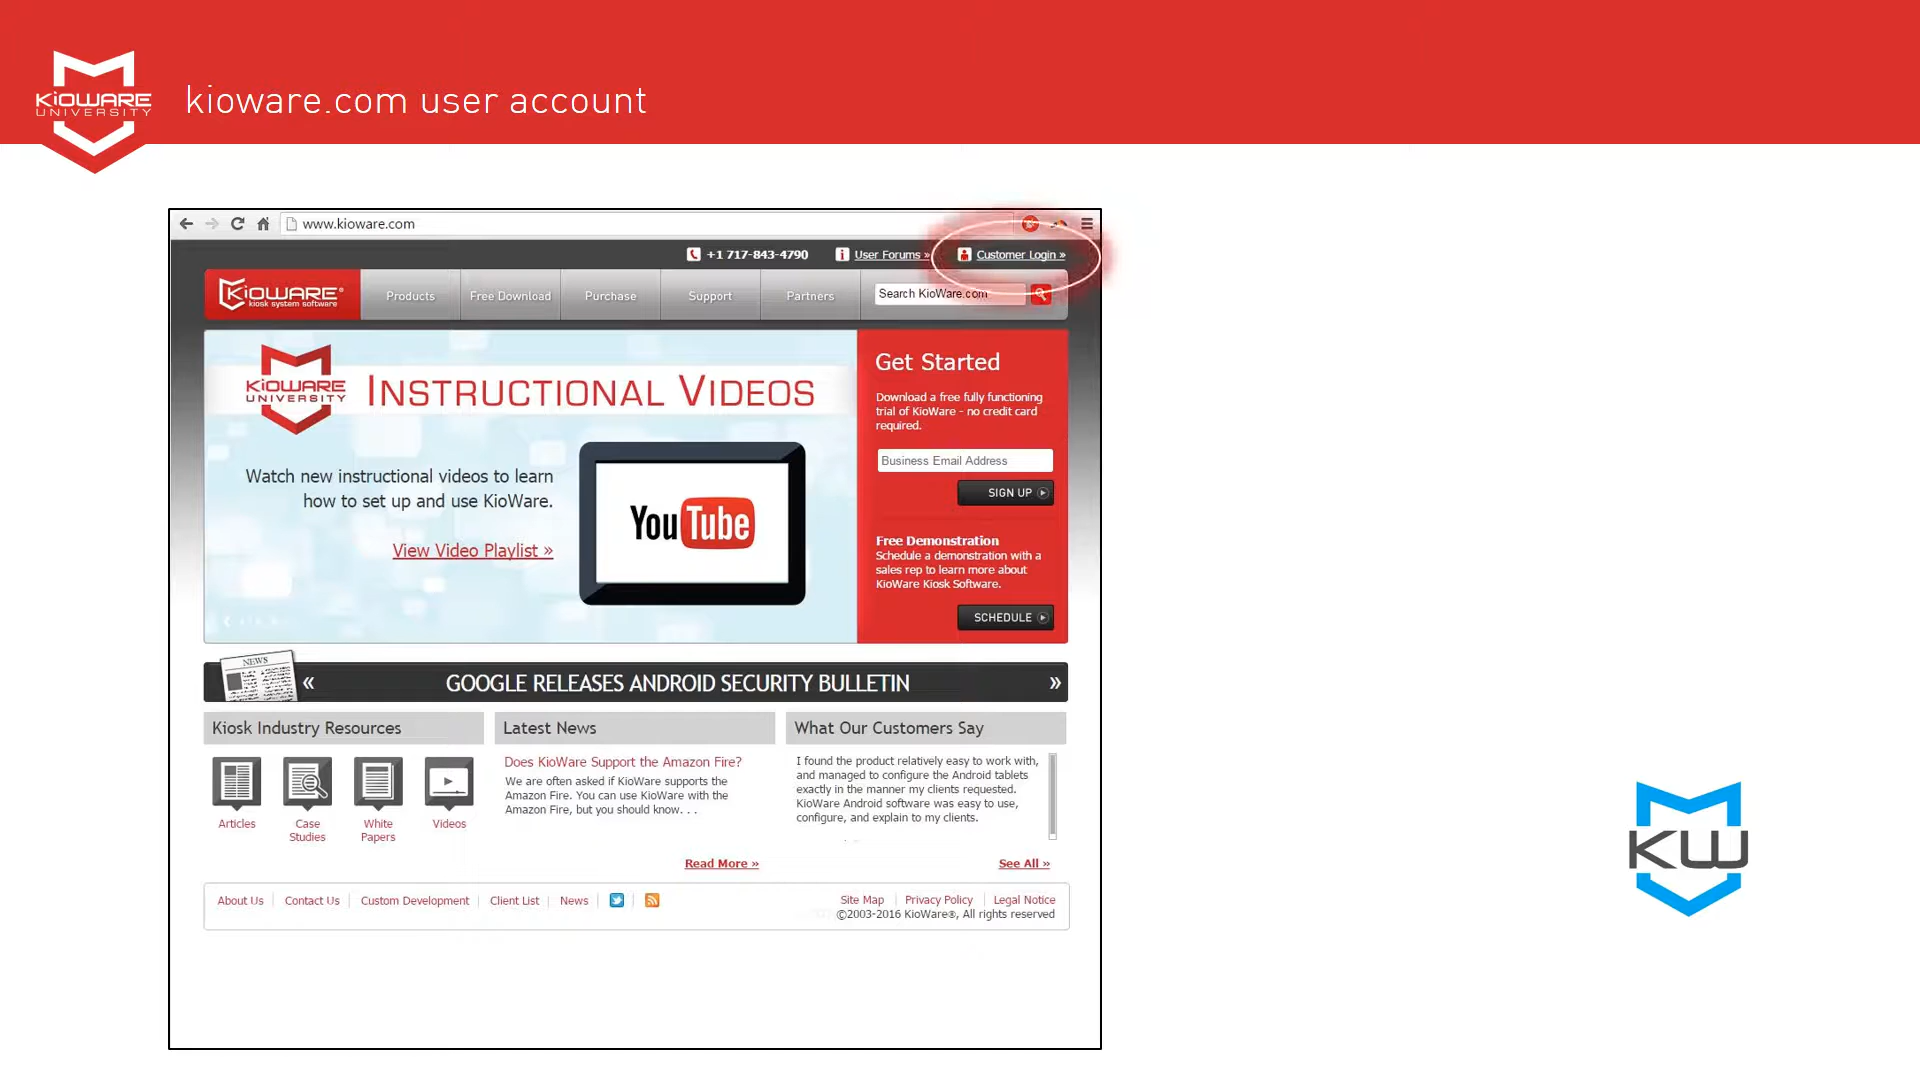 KioWARE
UNIVERSITY
kioware.com user account
www.kioware.com
+1 717-843-4790
User Forums »
Customer Login »
KioWARE®
kiosk system software
Products
Free Download
Purchase
Support
Partners
Search KioWare.com
KioWARE
UNIVERSITY
INSTRUCTIONAL VIDEOS
Watch new instructional videos to learn
how to set up and use KioWare.
View Video Playlist »
YouTube
Get Started
Download a free fully functioning
trial of KioWare - no credit card
required.
Business Email Address
SIGN UP
Free Demonstration
Schedule a demonstration with a
sales rep to learn more about
KioWare Kiosk Software.
SCHEDULE
NEWS
«
GOOGLE RELEASES ANDROID SECURITY BULLETIN
»
Kiosk Industry Resources
Articles
Case
Studies
White
Papers
Videos
Latest News
Does KioWare Support the Amazon Fire?
We are often asked if KioWare supports the
Amazon Fire. You can use KioWare with the
Amazon Fire, but you should know. . .
Read More »
What Our Customers Say
I found the product relatively easy to work with,
and managed to configure the Android tablets
exactly in the manner my clients requested.
KioWare Android software was easy to use,
configure, and explain to my clients.
See All »
About Us
Contact Us
Custom Development
Client List
News
Site Map
Privacy Policy
Legal Notice
©2003-2016 KioWare®, All rights reserved
KW